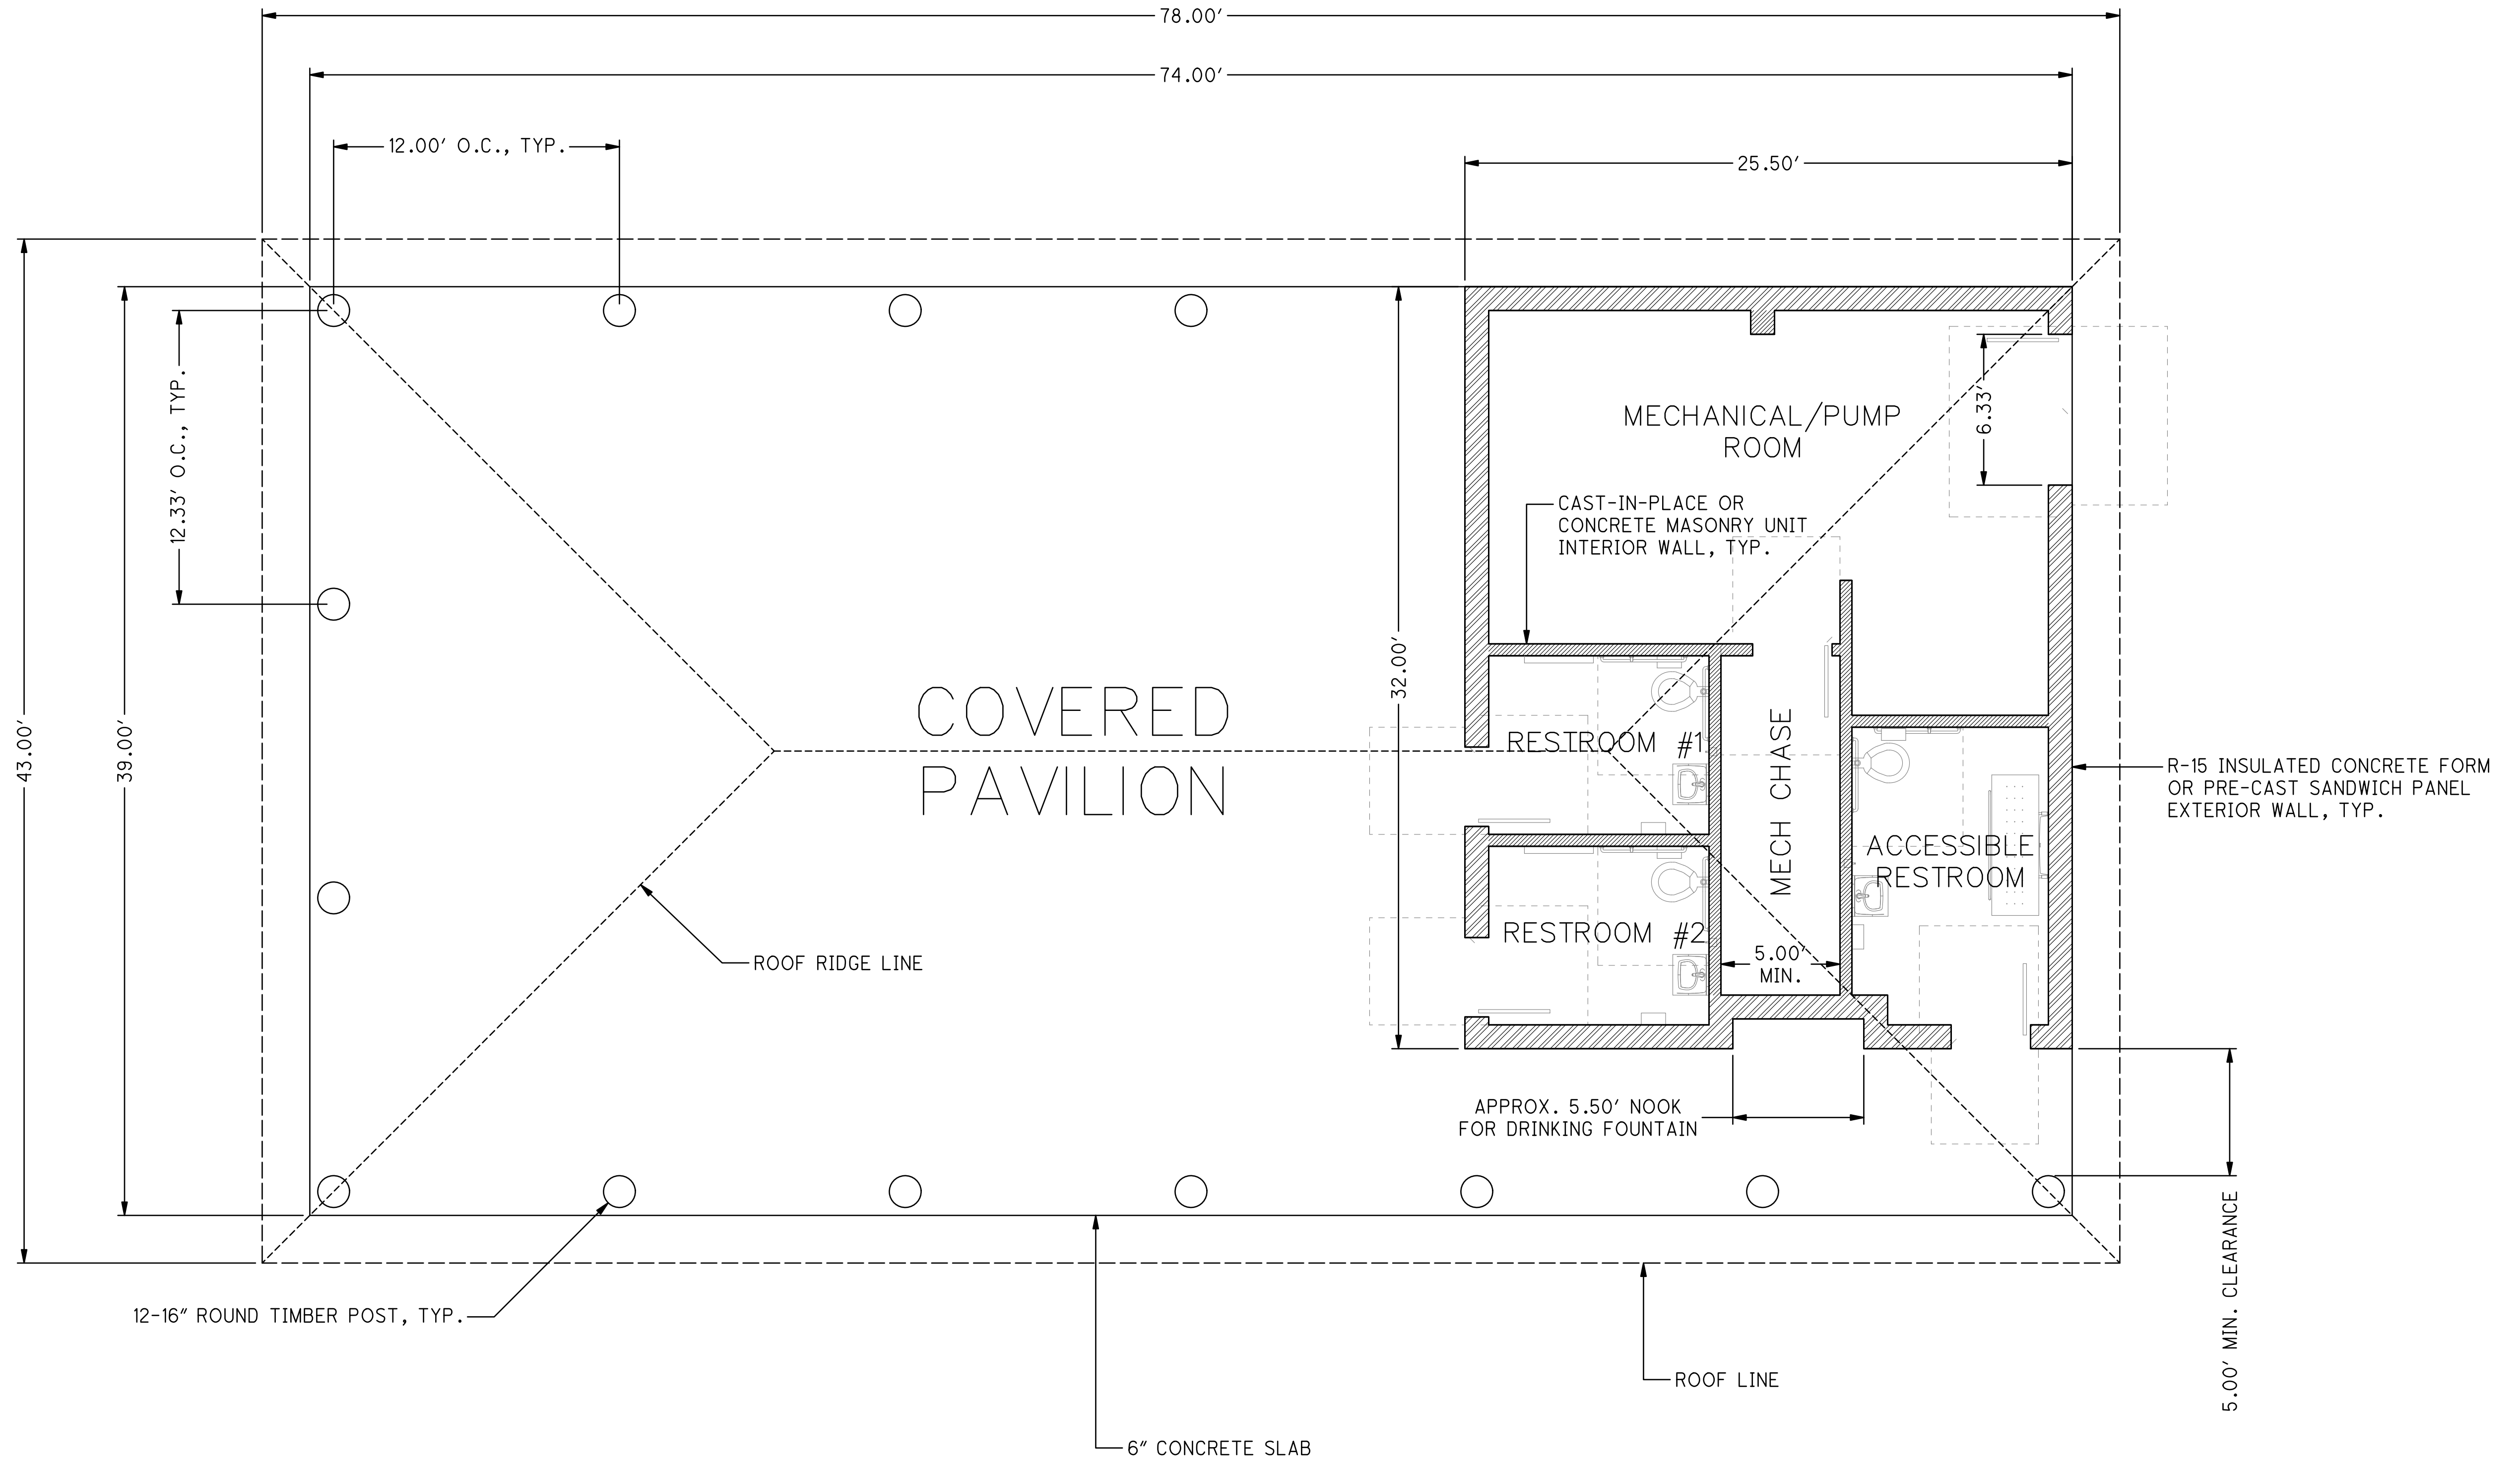 78.00'
74.00'
12.00' O.C., TYP.
25.50'
12.33' O.C., TYP.
6.33'
MECHANICAL/PUMP
ROOM
CAST-IN-PLACE OR
CONCRETE MASONRY UNIT
INTERIOR WALL, TYP.
43.00'
39.00'
32.00'
COVERED
PAVILION
RESTROOM #1
MECH CHASE
R-15 INSULATED CONCRETE FORM
OR PRE-CAST SANDWICH PANEL
EXTERIOR WALL, TYP.
ACCESSIBLE
RESTROOM
RESTROOM #2
5.00'
MIN.
ROOF RIDGE LINE
APPROX. 5.50' NOOK
FOR DRINKING FOUNTAIN
5.00' MIN. CLEARANCE
12-16" ROUND TIMBER POST, TYP.
ROOF LINE
6" CONCRETE SLAB